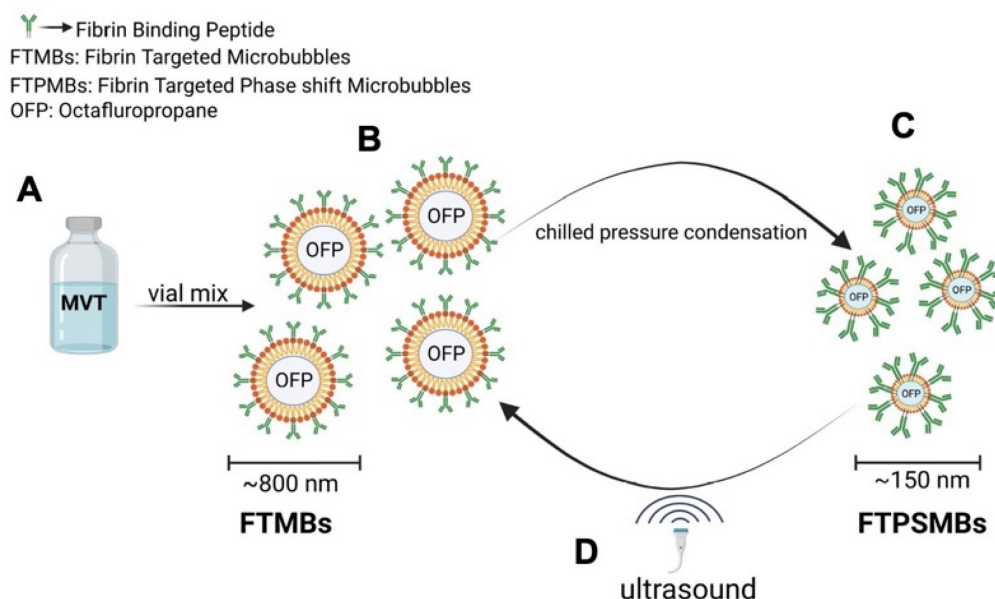 Fibrin Binding Peptide
FTMBs: Fibrin Targeted Microbubbles
FTPMBs: Fibrin Targeted Phase shift Microbubbles
OFP: Octafluropropane
A
B
C
MVT
vial mix
OFP
OFP
OFP
OFP
chilled pressure condensation
OFP
OFP
OFP
OFP
~800 nm
FTMBs
~150 nm
FTPSMBs
D
ultrasound